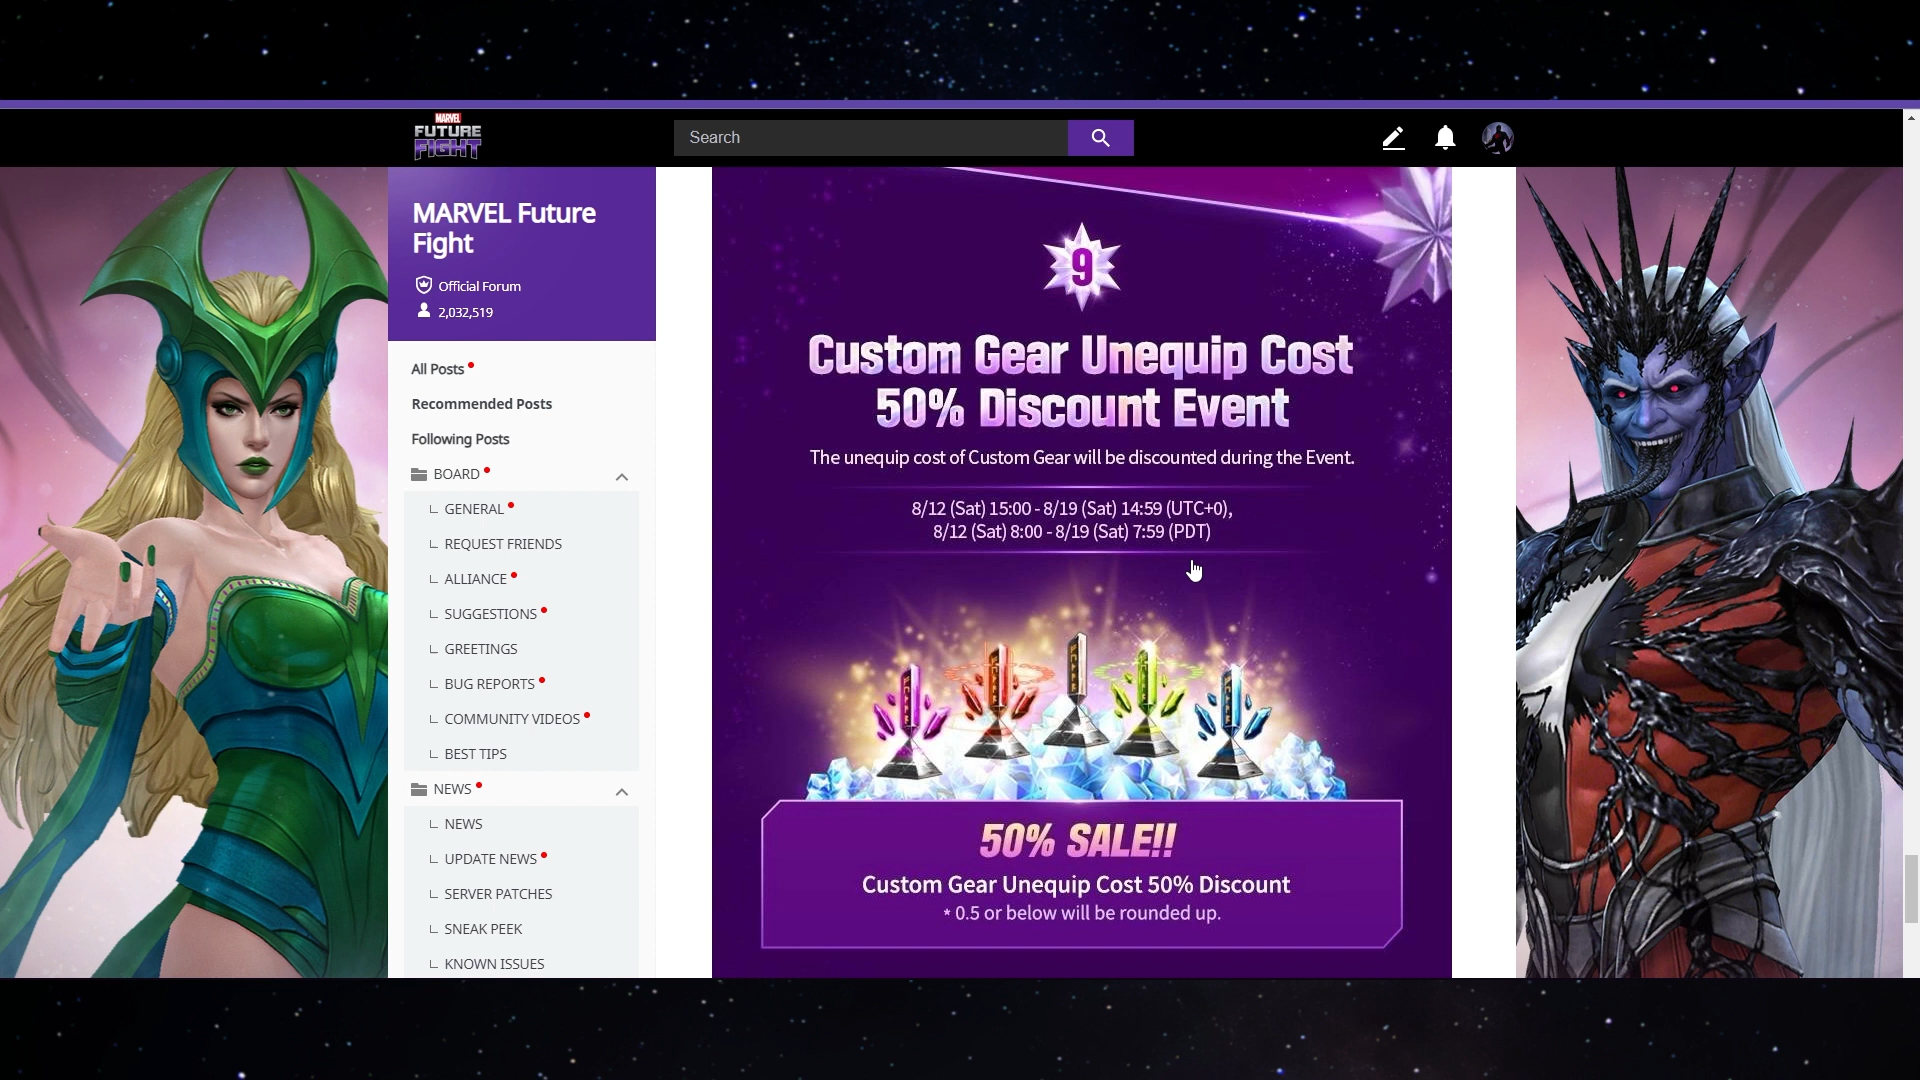 MARVEL
FUTURE
FIGHT
Search
MARVEL Future
Fight
Official Forum
2,032,519
All Posts
Recommended Posts
Following Posts
BOARD
GENERAL
REQUEST FRIENDS
ALLIANCE
SUGGESTIONS
GREETINGS
BUG REPORTS
COMMUNITY VIDEOS
BEST TIPS
NEWS
NEWS
UPDATE NEWS
SERVER PATCHES
SNEAK PEEK
KNOWN ISSUES
9
Custom Gear Unequip Cost
50% Discount Event
The unequip cost of Custom Gear will be discounted during the Event.
8/12 (Sat) 15:00 - 8/19 (Sat) 14:59 (UTC+0),
8/12 (Sat) 8:00 - 8/19 (Sat) 7:59 (PDT)
50% SALE!!
Custom Gear Unequip Cost 50% Discount
* 0.5 or below will be rounded up.